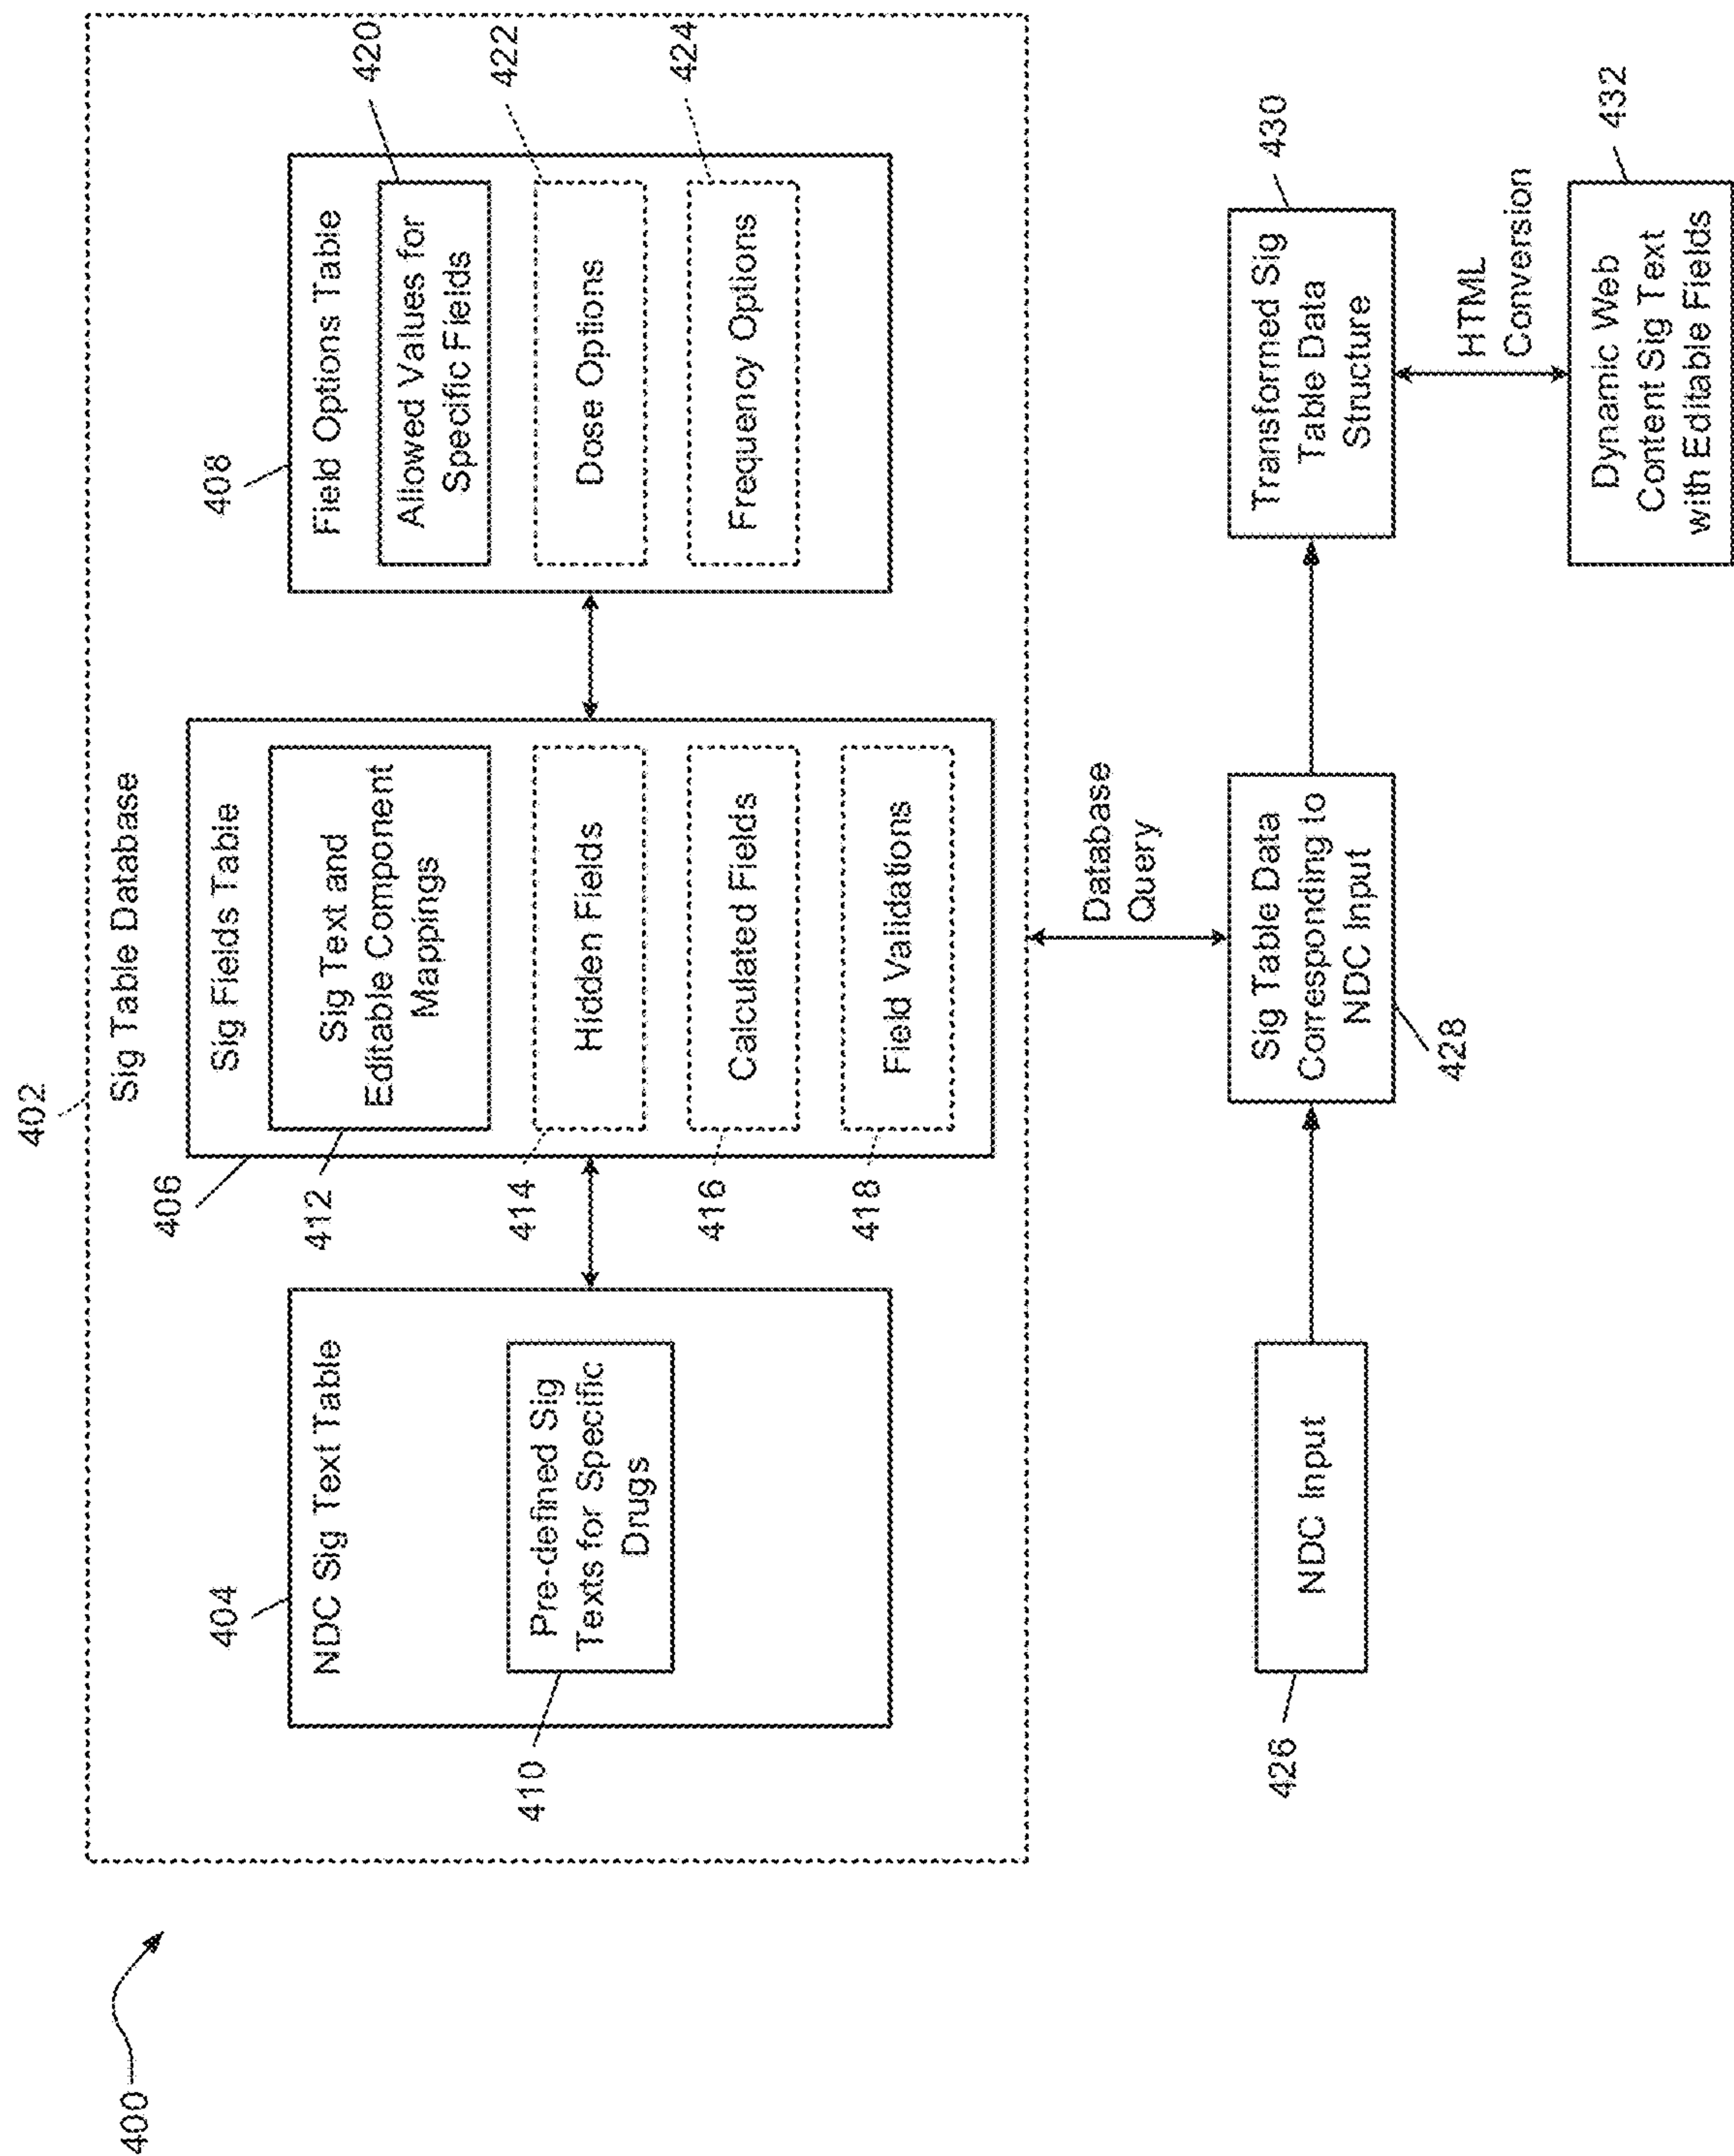 400
402
Sig Table Database
404
NDC Sig Text Table
Pre-defined Sig
Texts for Specific
Drugs
410
406
Sig Fields Table
Sig Text and
Editable Component
Mappings
412
Hidden Fields
414
Calculated Fields
416
Field Validations
418
408
Field Options Table
Allowed Values for
Specific Fields
420
Dose Options
422
Frequency Options
424
Database
Query
426
NDC Input
Sig Table Data
Corresponding to
NDC Input
428
430
Transformed Sig
Table Data
Structure
HTML
Conversion
432
Dynamic Web
Content Sig Text
with Editable Fields